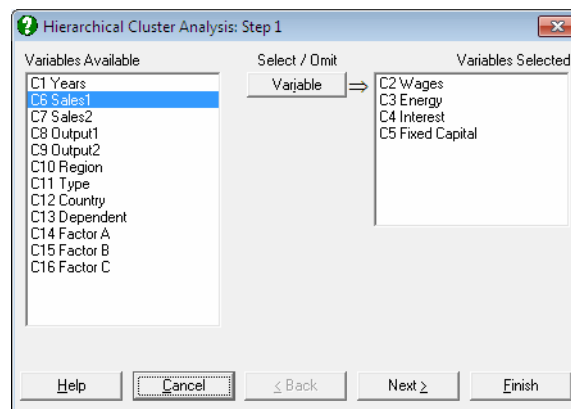 Hierarchical Cluster Analysis: Step 1
Variables Available
Select / Omit
Variables Selected
C1 Years
C6 Sales1
C7 Sales2
C8 Output1
C9 Output2
C10 Region
C11 Type
C12 Country
C13 Dependent
C14 Factor A
C15 Factor B
C16 Factor C
Variable
C2 Wages
C3 Energy
C4 Interest
C5 Fixed Capital
Help
Cancel
< Back
Next >
Finish